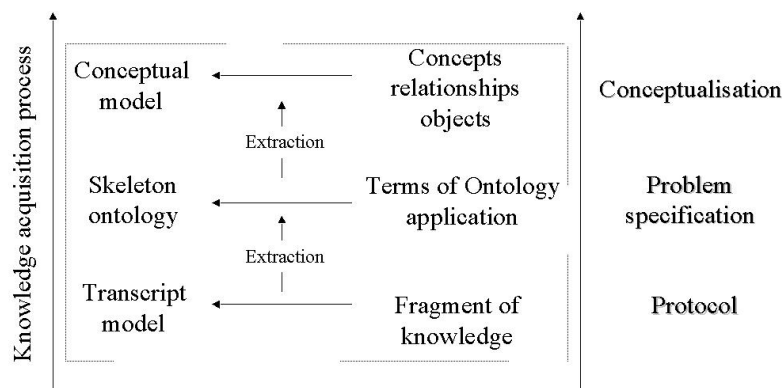 Knowledge acquisition process
Conceptual
model
Concepts
relationships
objects
Conceptualisation
Extraction
Skeleton
ontology
Terms of Ontology
application
Problem
specification
Extraction
Transcript
model
Fragment of
knowledge
Protocol